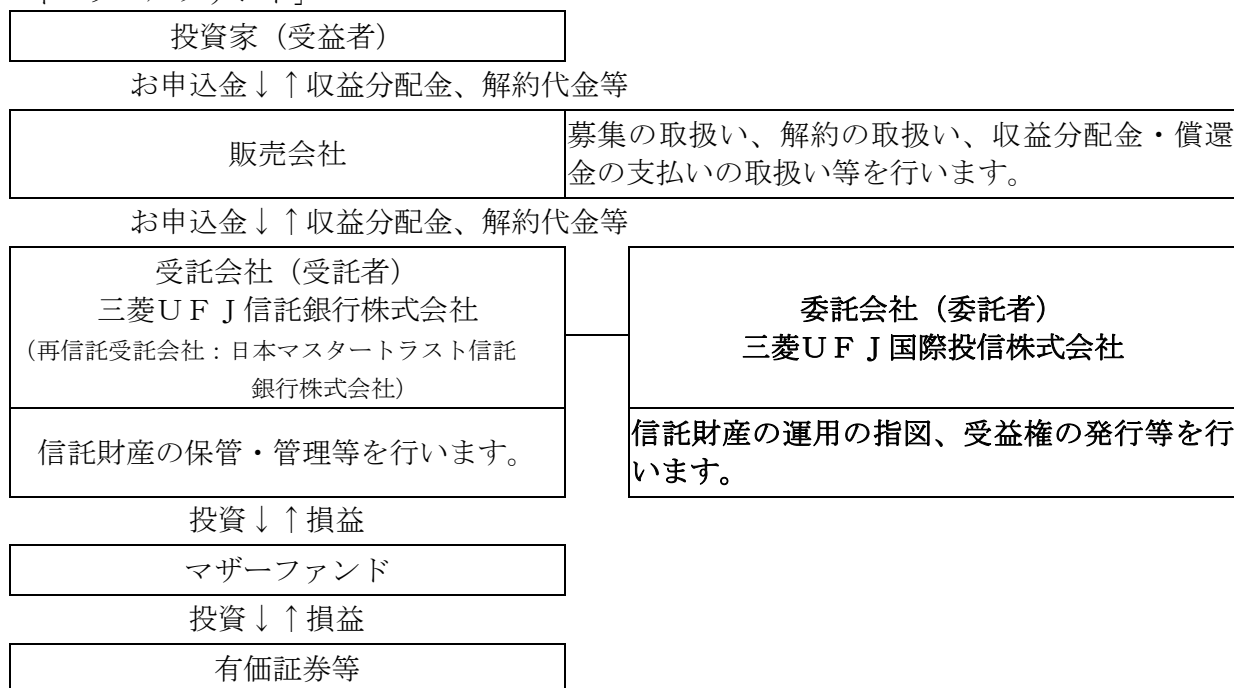 投資家（受益者）
お申込金↓↑収益分配金、解約代金等
販売会社
募集の取扱い、解約の取扱い、収益分配金・償還
金の支払いの取扱い等を行います。
お申込金↓↑収益分配金、解約代金等
受託会社（受託者）
三菱ＵＦＪ信託銀行株式会社
（再信託受託会社：日本マスタートラスト信託
銀行株式会社）
委託会社（委託者）
三菱ＵＦＪ国際投信株式会社
信託財産の保管・管理等を行います。
信託財産の運用の指図、受益権の発行等を行
います。
投資↓↑損益
マザーファンド
投資↓↑損益
有価証券等